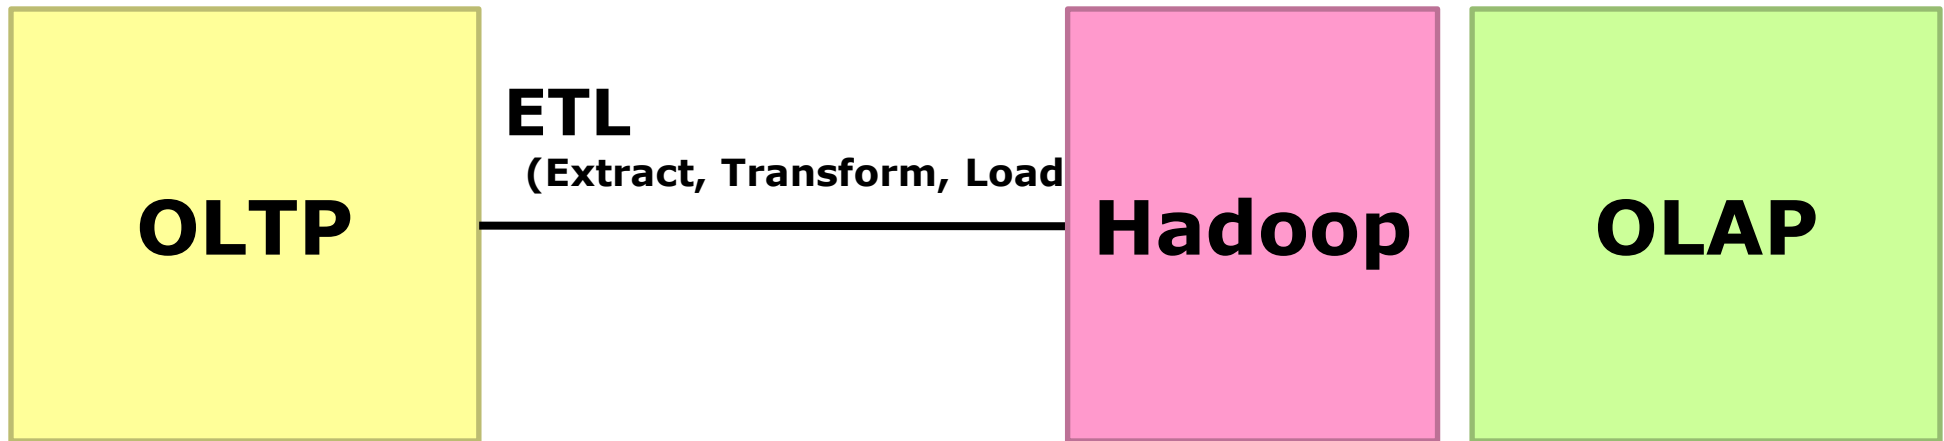 ETL
(Extract, Transform, Load
OLTP
Hadoop
OLAP